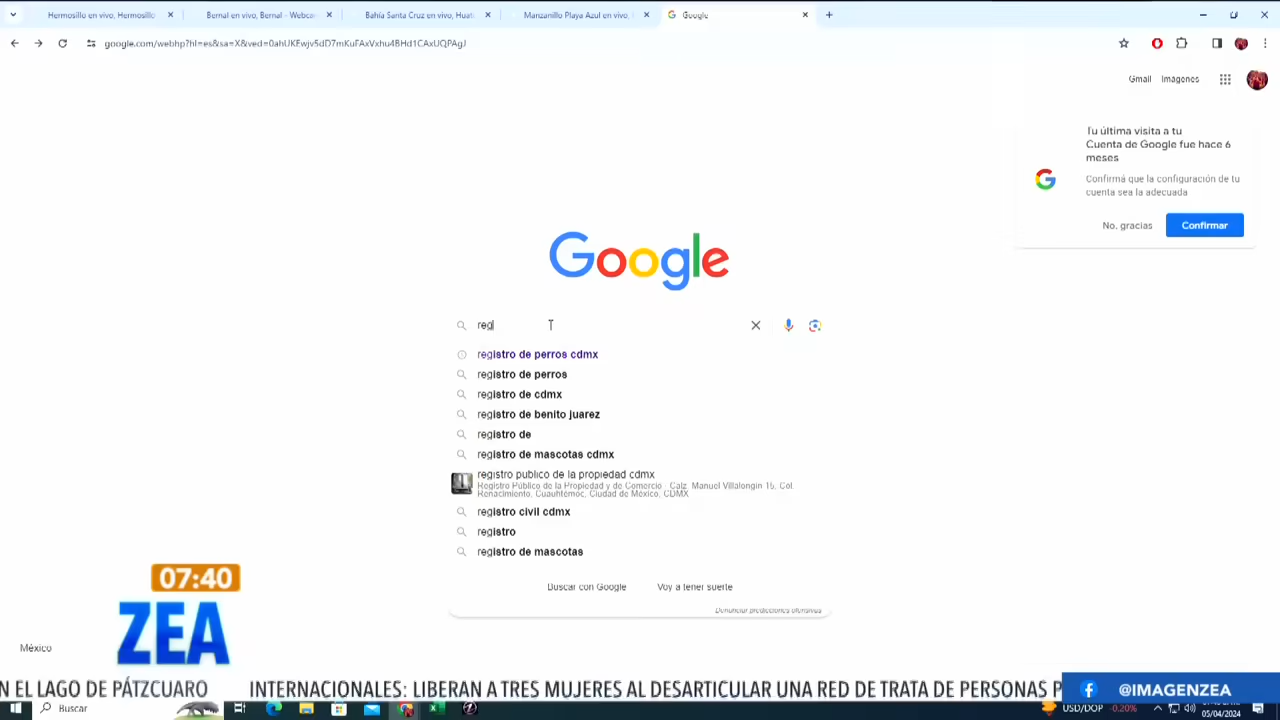 Hermosillo en vivo, Hermosillo
Bernal en vivo, Bernal - Webca
Bahía Santa Cruz en vivo, Huat
Manzanillo Playa Azul en vivo,
Google
google.com/webhp?hl=es&sa=X&ved=0ahUKEwjv5dD7mKuFAxVxhu4BHd1CAxUQPAgJ
Gmail
Imágenes
Tu última visita a tu
Cuenta de Google fue hace 6
meses
Confirmá que la configuración de tu
cuenta sea la adecuada
No, gracias
Confirmar
Google
reg
registro de perros cdmx
registro de perros
registro de cdmx
registro de benito juarez
registro de
registro de mascotas cdmx
registro publico de la propiedad cdmx
Registro Público de la Propiedad y de Comercio - Calz. Manuel Villalongin 15, Col.
Renacimiento, Cuauhtémoc, Ciudad de México, CDMX
registro civil cdmx
registro
registro de mascotas
Buscar con Google
Voy a tener suerte
Denunciar predicciones ofensivas
07:40
ZEA
México
N EL LAGO DE PÁTZCUARO
INTERNACIONALES: LIBERAN A TRES MUJERES AL DESARTICULAR UNA RED DE TRATA DE PERSONAS P
@IMAGENZEA
Buscar
USD/DOP -0.20%
05/04/2024